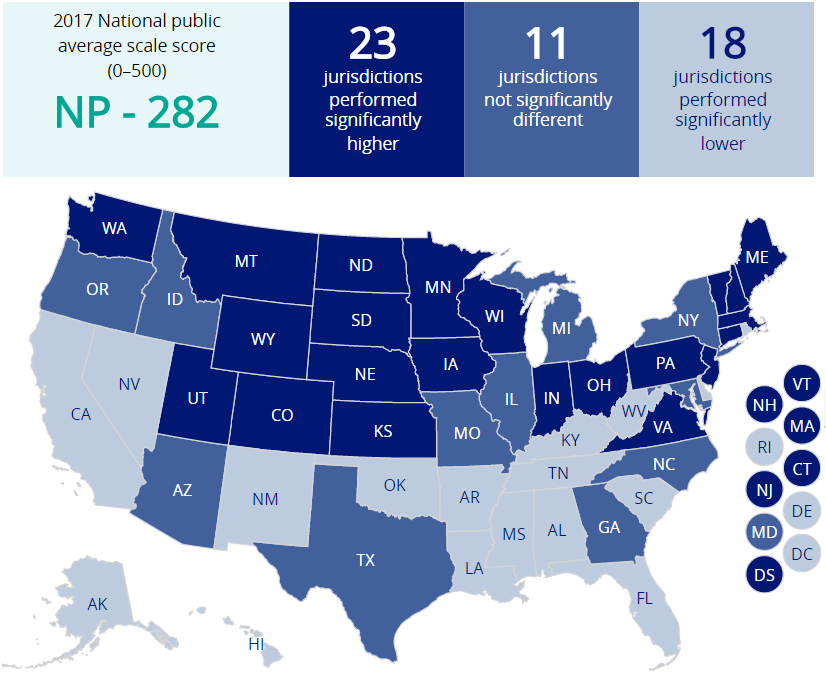 2017 National public
average scale score
(0–500)
NP - 282
23
jurisdictions
performed
significantly
higher
11
jurisdictions
not significantly
different
18
jurisdictions
performed
significantly
lower
WA
MT
ND
MN
ME
OR
ID
SD
WI
MI
NY
WY
IA
PA
NE
NV
UT
CO
IL
IN
OH
CA
KS
MO
KY
WV
VA
AZ
NM
OK
AR
TN
NC
SC
TX
LA
MS
AL
GA
FL
AK
HI
VT
NH
MA
RI
CT
NJ
DE
MD
DC
DS